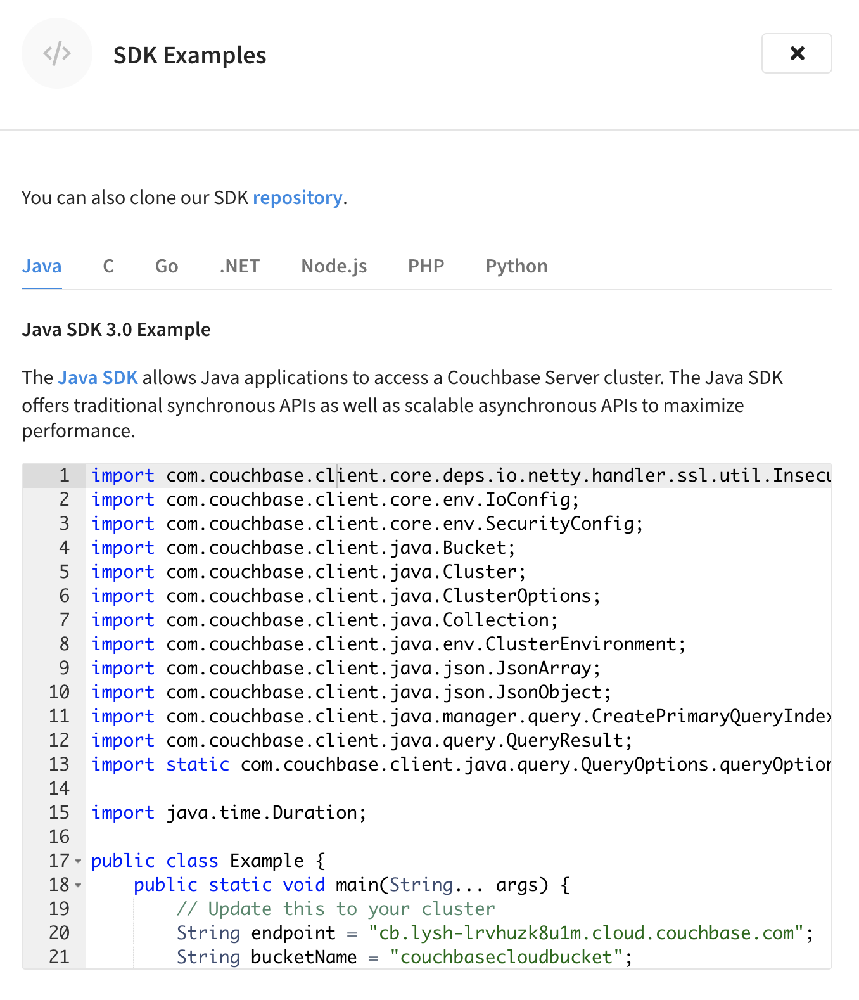 </>
SDK Examples
You can also clone our SDK repository.
Java C Go .NET Node.js PHP Python
Java SDK 3.0 Example
The Java SDK allows Java applications to access a Couchbase Server cluster. The Java SDK
offers traditional synchronous APIs as well as scalable asynchronous APIs to maximize
performance.
1 import com.couchbase.client.core.deps.io.netty.handler.ssl.util.Insecu
2 import com.couchbase.client.core.env.IoConfig;
3 import com.couchbase.client.core.env.SecurityConfig;
4 import com.couchbase.client.java.Bucket;
5 import com.couchbase.client.java.Cluster;
6 import com.couchbase.client.java.ClusterOptions;
7 import com.couchbase.client.java.Collection;
8 import com.couchbase.client.java.env.ClusterEnvironment;
9 import com.couchbase.client.java.json.JsonArray;
10 import com.couchbase.client.java.json.JsonObject;
11 import com.couchbase.client.java.manager.query.CreatePrimaryQueryIndex
12 import com.couchbase.client.java.query.QueryResult;
13 import static com.couchbase.client.java.query.QueryOptions.queryOption
14
15 import java.time.Duration;
16
17 public class Example {
18 public static void main(String... args) {
19 // Update this to your cluster
20 String endpoint = "cb.lysh-lrvhuzk8u1m.cloud.couchbase.com";
21 String bucketName = "couchbasecloudbucket";